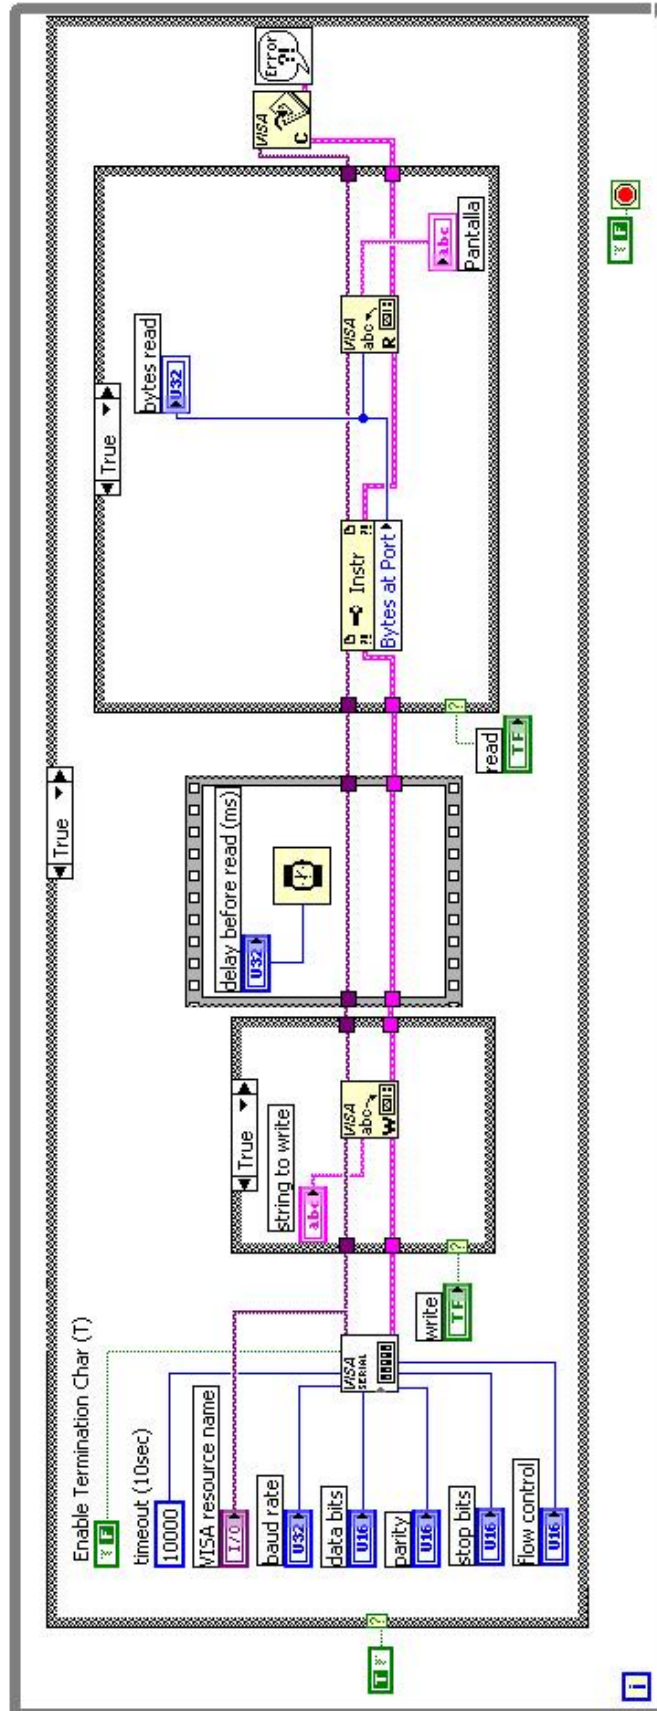 True
Enable Termination Char (T)
F
timeout (10sec)
10000
VISA resource name
I/O
baud rate
U32
data bits
U16
parity
U16
stop bits
U16
flow control
U16
VISA
SERIAL
T
?
True
string to write
abc
VISA
abc
W
write
TF
?
delay before read (ms)
U32
True
bytes read
U32
Instr
Bytes at Port
?!
?!
VISA
abc
R
abc
Pantalla
read
TF
?
VISA
C
Error
?!
i
F